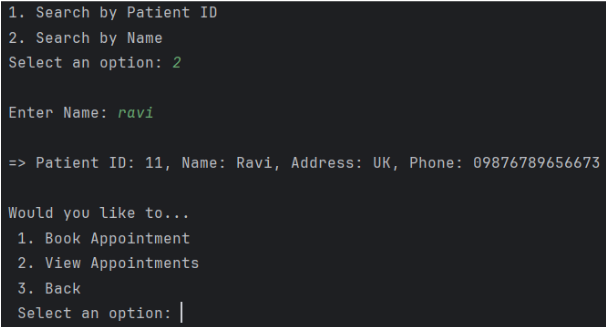 1. Search by Patient ID
2. Search by Name
Select an option: 2
Enter Name: ravi
=> Patient ID: 11, Name: Ravi, Address: UK, Phone: 09876789656673
Would you like to...
1. Book Appointment
2. View Appointments
3. Back
Select an option: